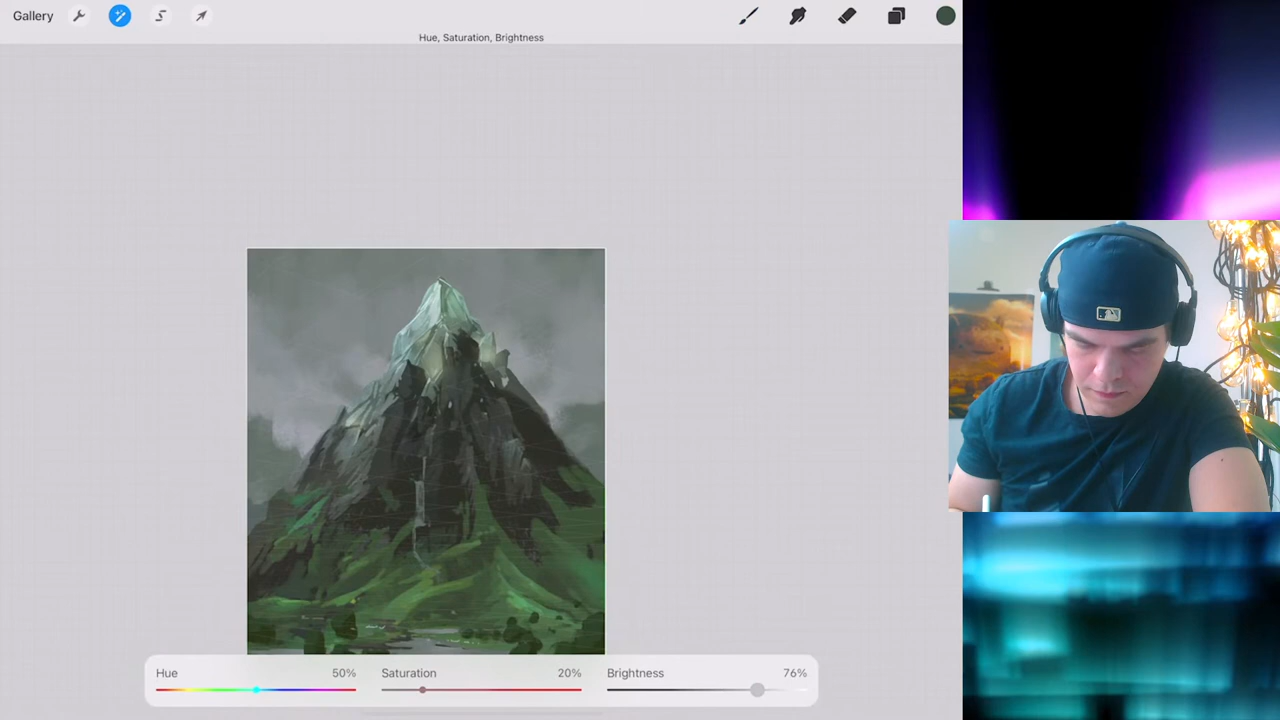 Gallery
Hue, Saturation, Brightness
Hue 50% Saturation 20% Brightness 76%